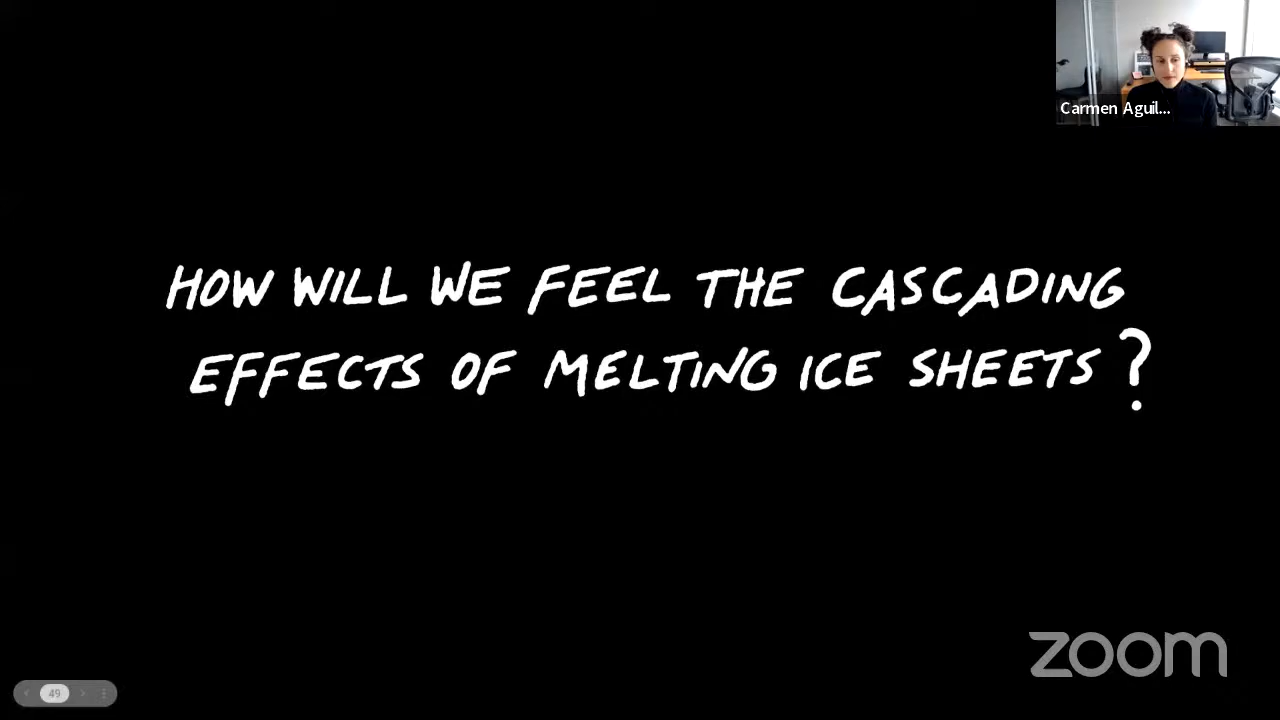 Carmen Aguil...
HOW WILL WE FEEL THE CASCADING
EFFECTS OF MELTING ICE SHEETS?
zoom
49